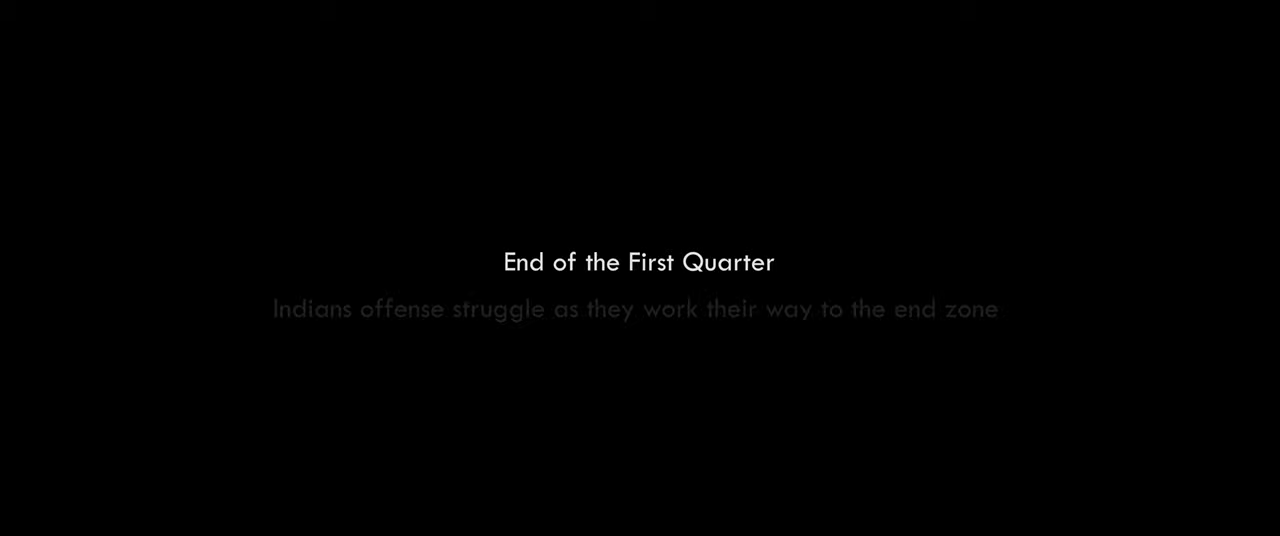 End of the First Quarter
Indians offense struggle as they work their way to the end zone